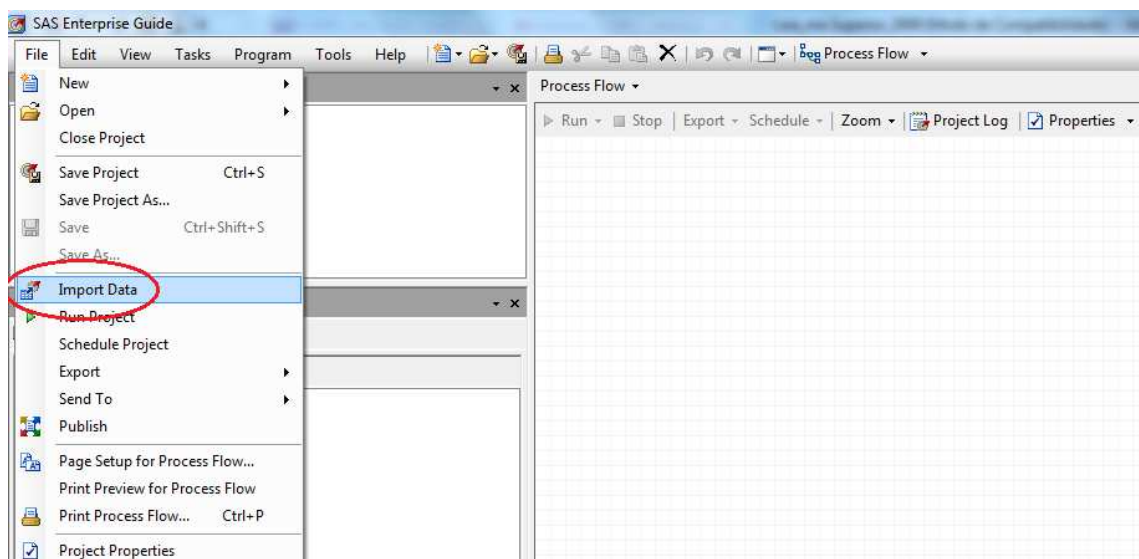 SAS Enterprise Guide
File Edit View Tasks Program Tools Help Process Flow
New
Open
Close Project
Save Project Ctrl+S
Save Project As...
Save Ctrl+Shift+S
Save As...
Import Data
Run Project
Schedule Project
Export
Send To
Publish
Page Setup for Process Flow...
Print Preview for Process Flow
Print Process Flow... Ctrl+P
Project Properties
Process Flow
Run Stop Export Schedule Zoom Project Log Properties